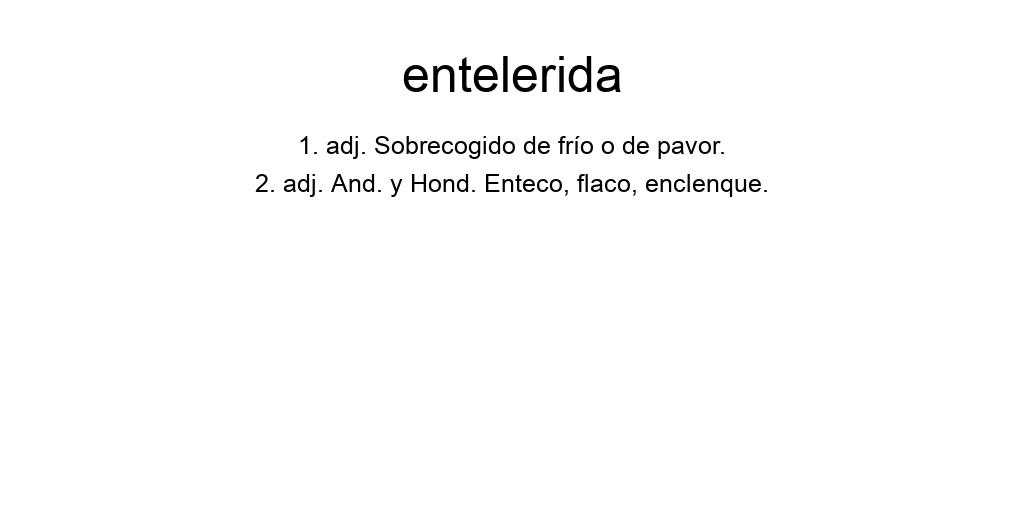 entelerida
1. adj. Sobrecogido de frío o de pavor.
2. adj. And. y Hond. Enteco, flaco, enclenque.